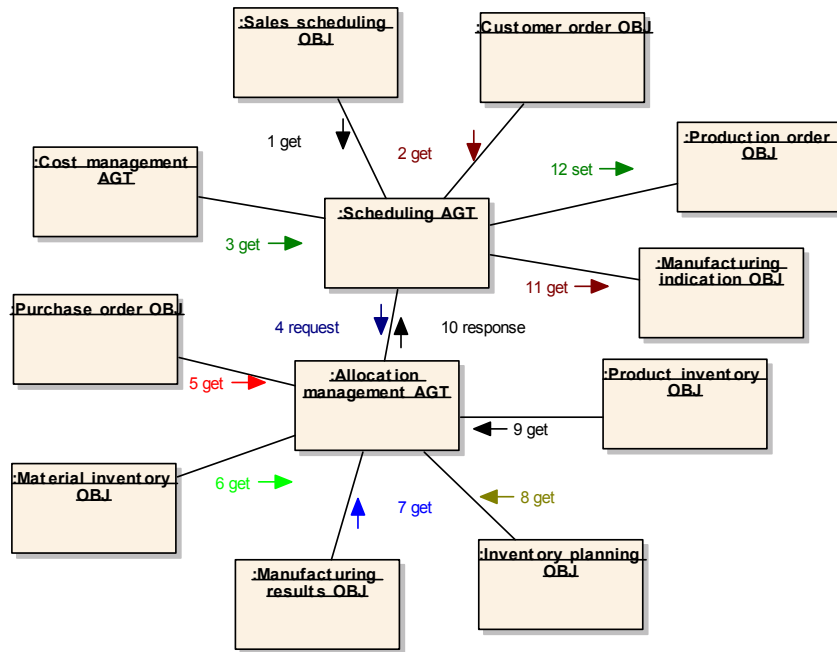 :Sales scheduling
OBJ
:Customer order OBJ
1 get
2 get
:Production order
OBJ
12 set
:Cost management
AGT
:Scheduling AGT
3 get
:Manufacturing
indication OBJ
11 get
:Purchase order OBJ
4 request
10 response
:Allocation
management AGT
:Product inventory
OBJ
5 get
9 get
:Material inventory
OBJ
6 get
7 get
8 get
:Manufacturing
results OBJ
:Inventory planning
OBJ